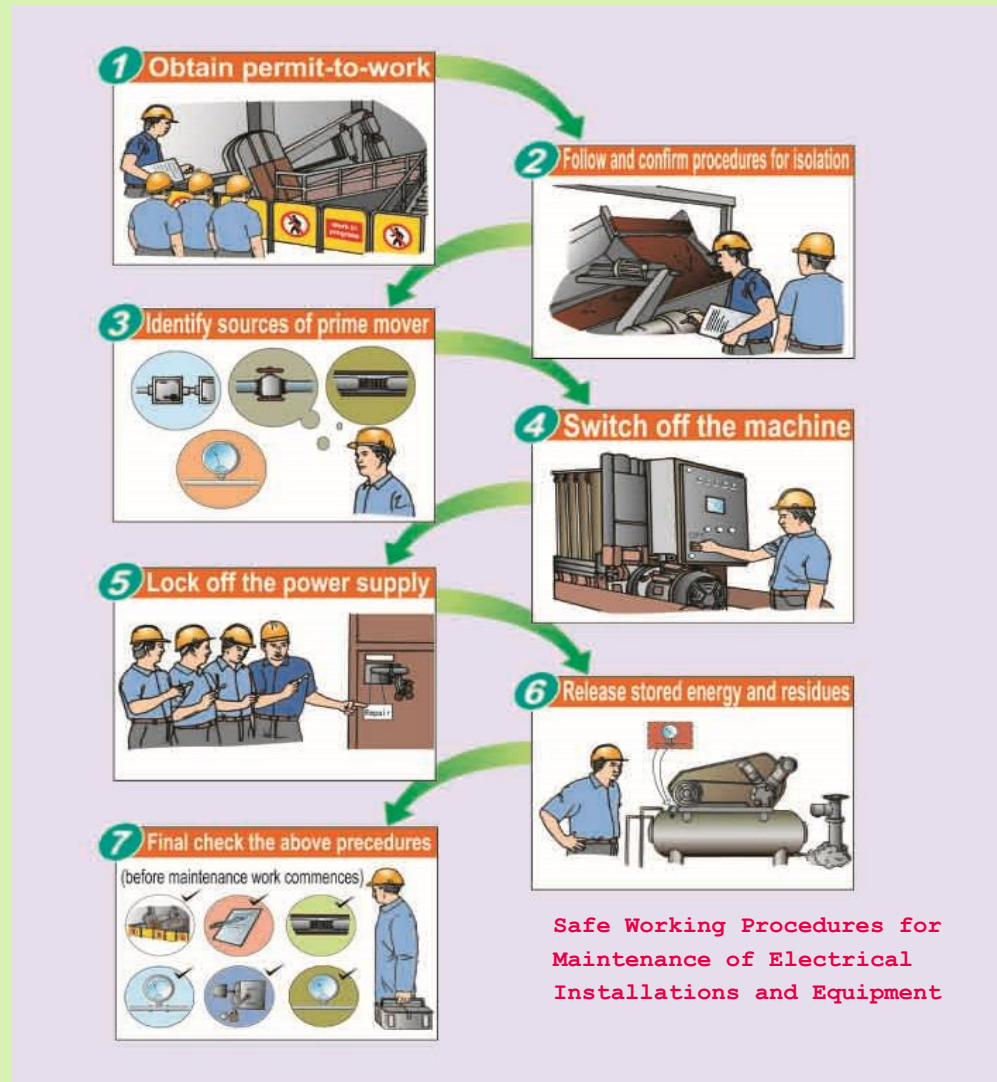 1 Obtain permit-to-work
Work in
progress
2 Follow and confirm procedures for isolation
3 Identify sources of prime mover
4 Switch off the machine
5 Lock off the power supply
Repair
6 Release stored energy and residues
7 Final check the above precedures
(before maintenance work commences)
Safe Working Procedures for
Maintenance of Electrical
Installations and Equipment